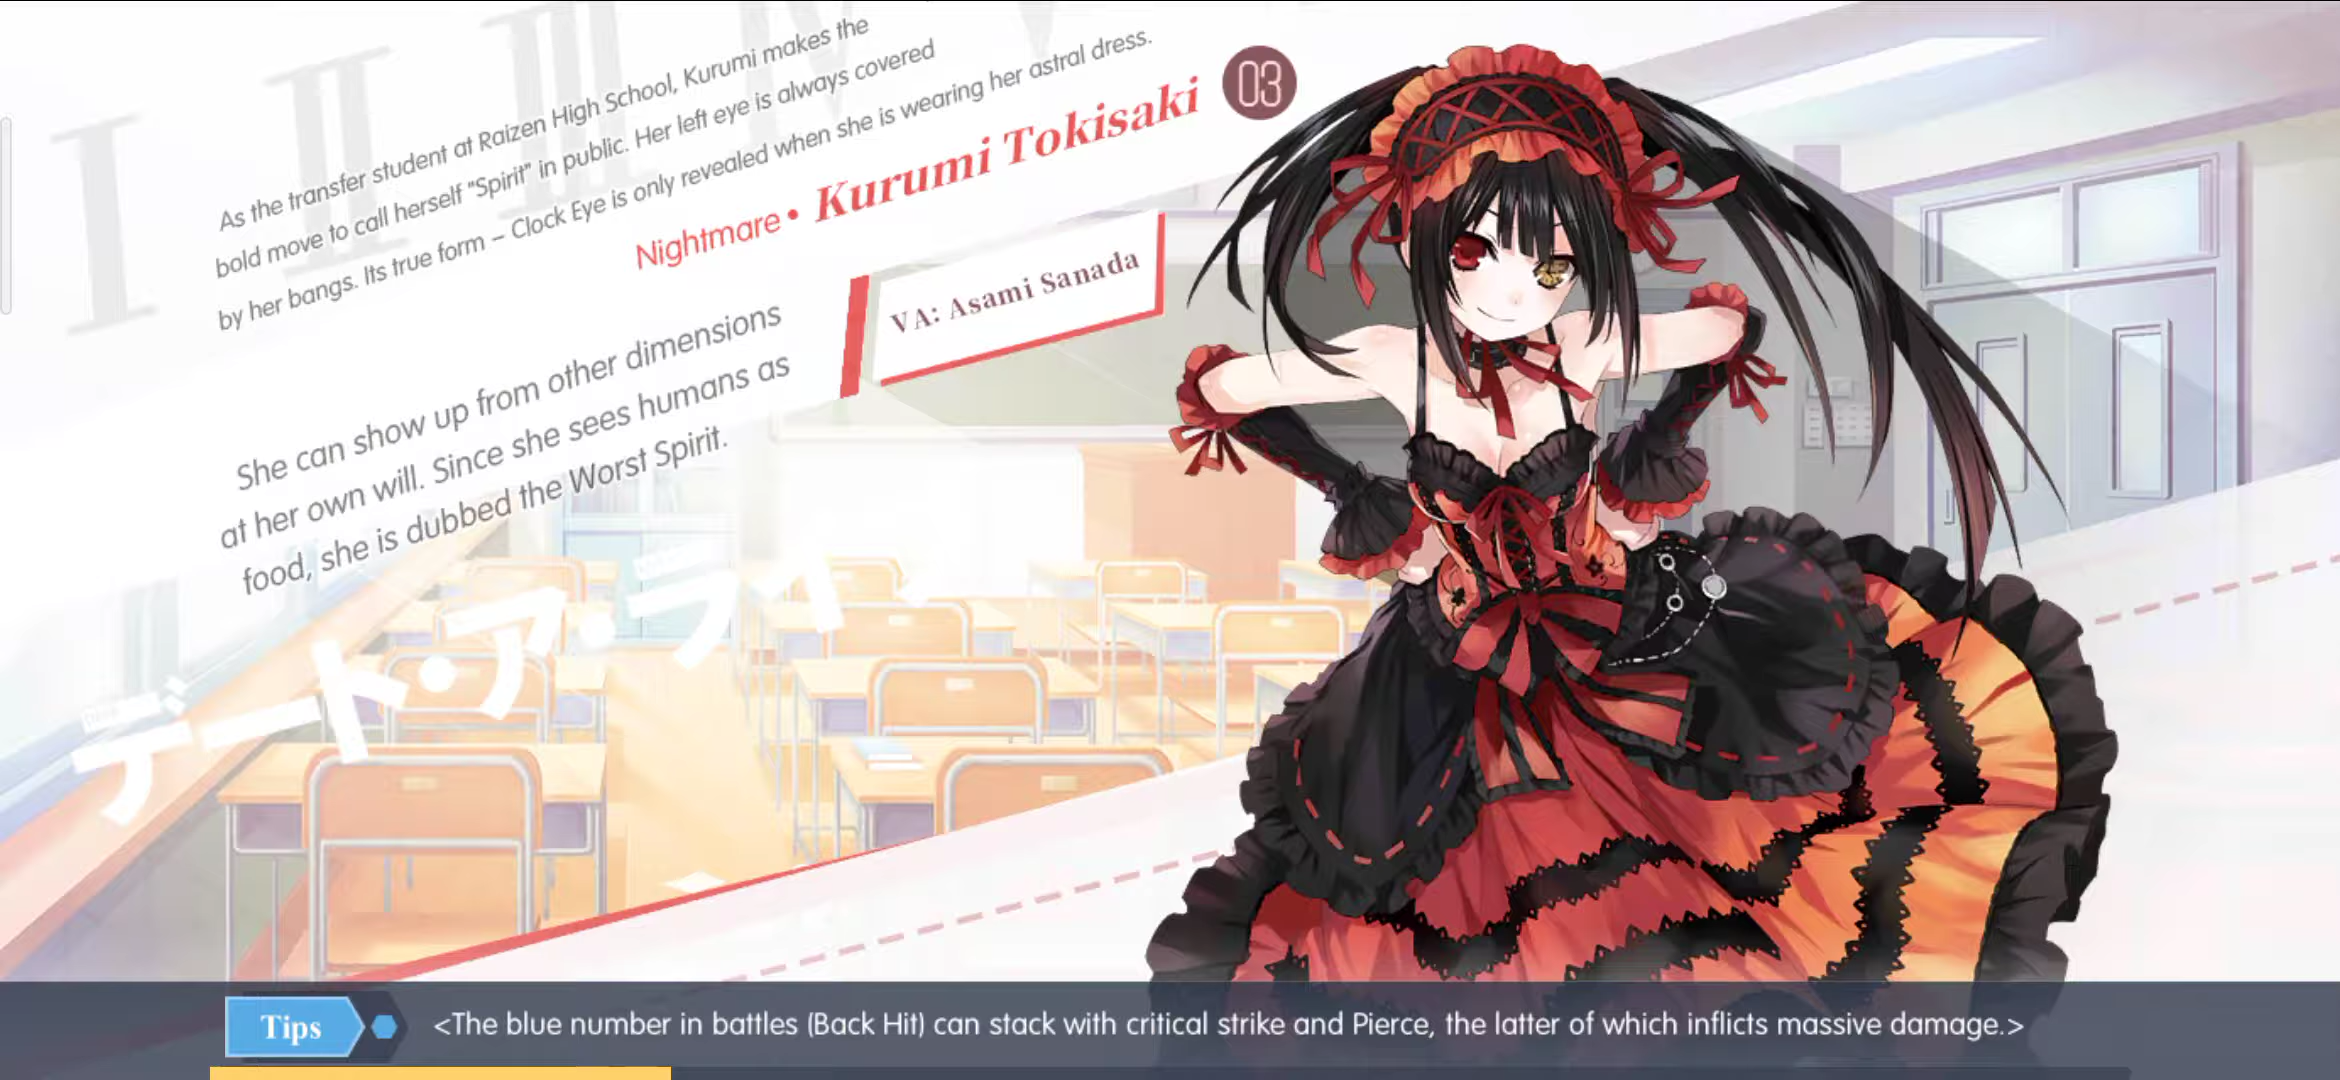 I II III IV V
As the transfer student at Raizen High School, Kurumi makes the
bold move to call herself "Spirit" in public. Her left eye is always covered
by her bangs. Its true form – Clock Eye is only revealed when she is wearing her astral dress.
Nightmare • Kurumi Tokisaki
03
VA: Asami Sanada
She can show up from other dimensions
at her own will. Since she sees humans as
food, she is dubbed the Worst Spirit.
デート・ア・ライ
Tips
<The blue number in battles (Back Hit) can stack with critical strike and Pierce, the latter of which inflicts massive damage.>